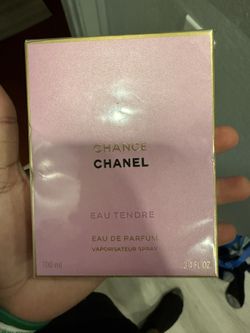 CHANCE
CHANEL
EAU TENDRE
EAU DE PARFUM
VAPORISATEUR SPRAY
100 ml 3.4 FL. OZ.